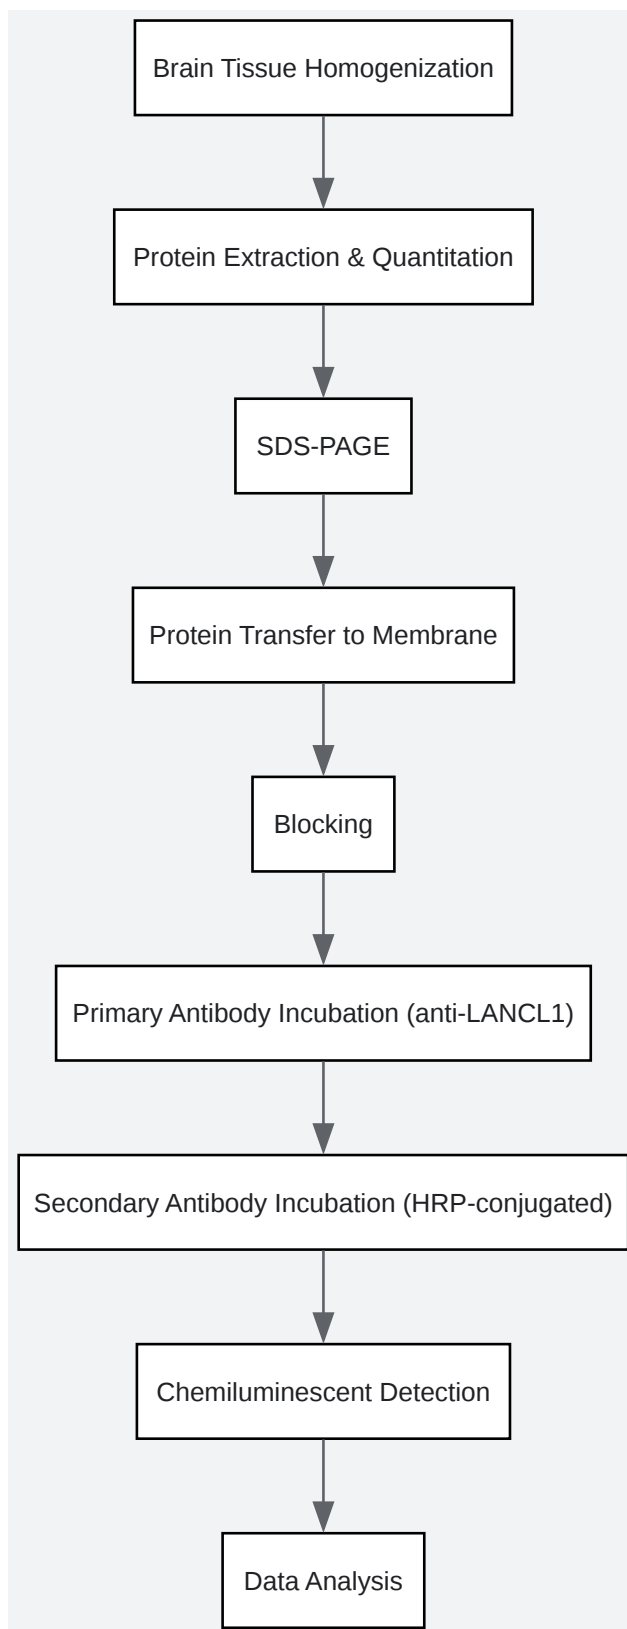 Brain Tissue Homogenization
Protein Extraction & Quantitation
SDS-PAGE
Protein Transfer to Membrane
Blocking
Primary Antibody Incubation (anti-LANCL1)
Secondary Antibody Incubation (HRP-conjugated)
Chemiluminescent Detection
Data Analysis